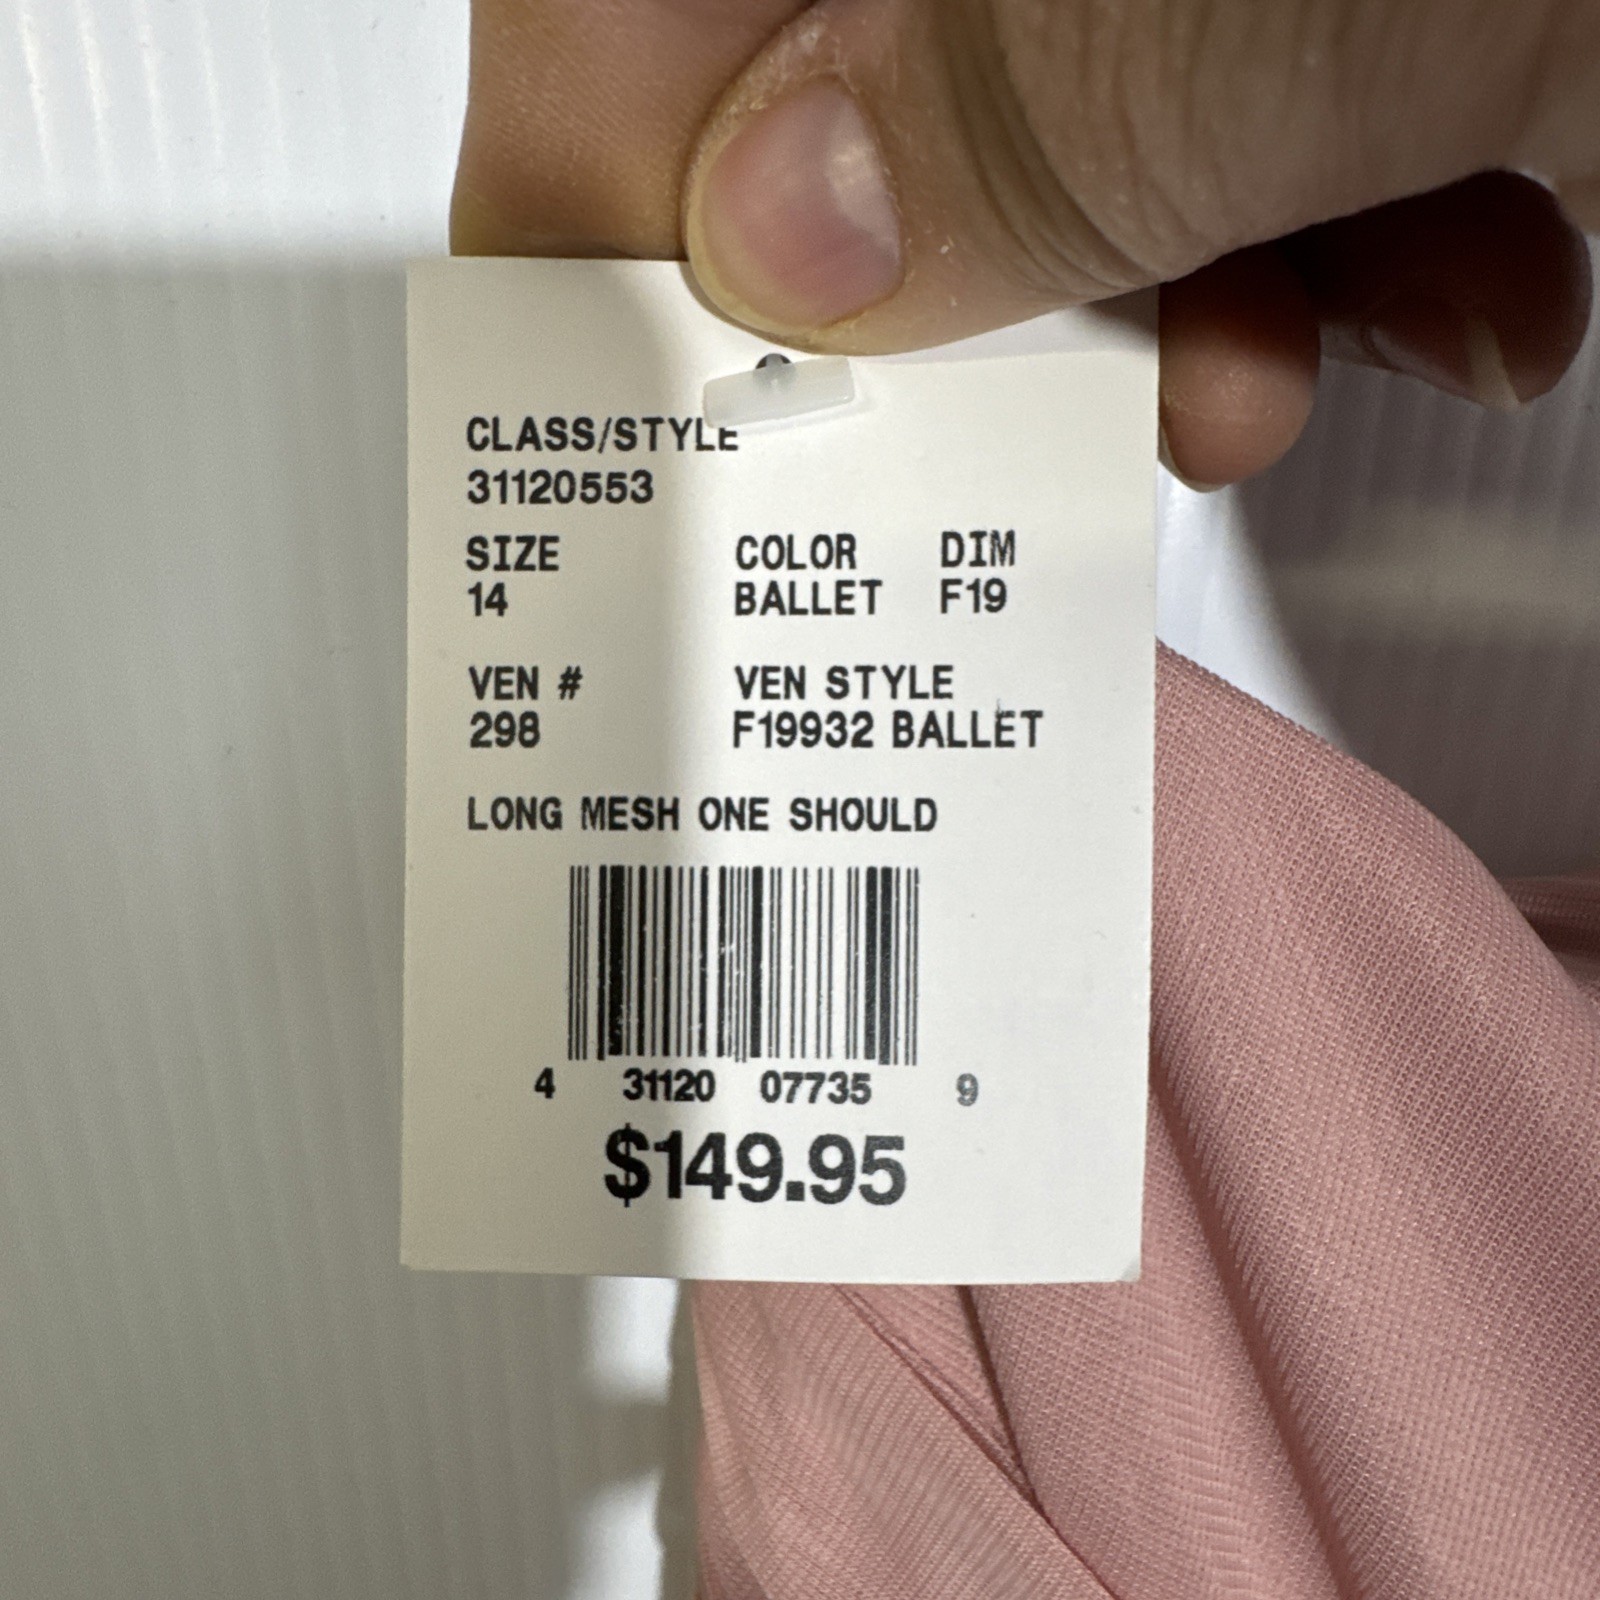 CLASS/STYLE
31120553
SIZE COLOR DIM
14 BALLET F19
VEN # VEN STYLE
298 F19932 BALLET
LONG MESH ONE SHOULD
4 31120 07735 9
$149.95